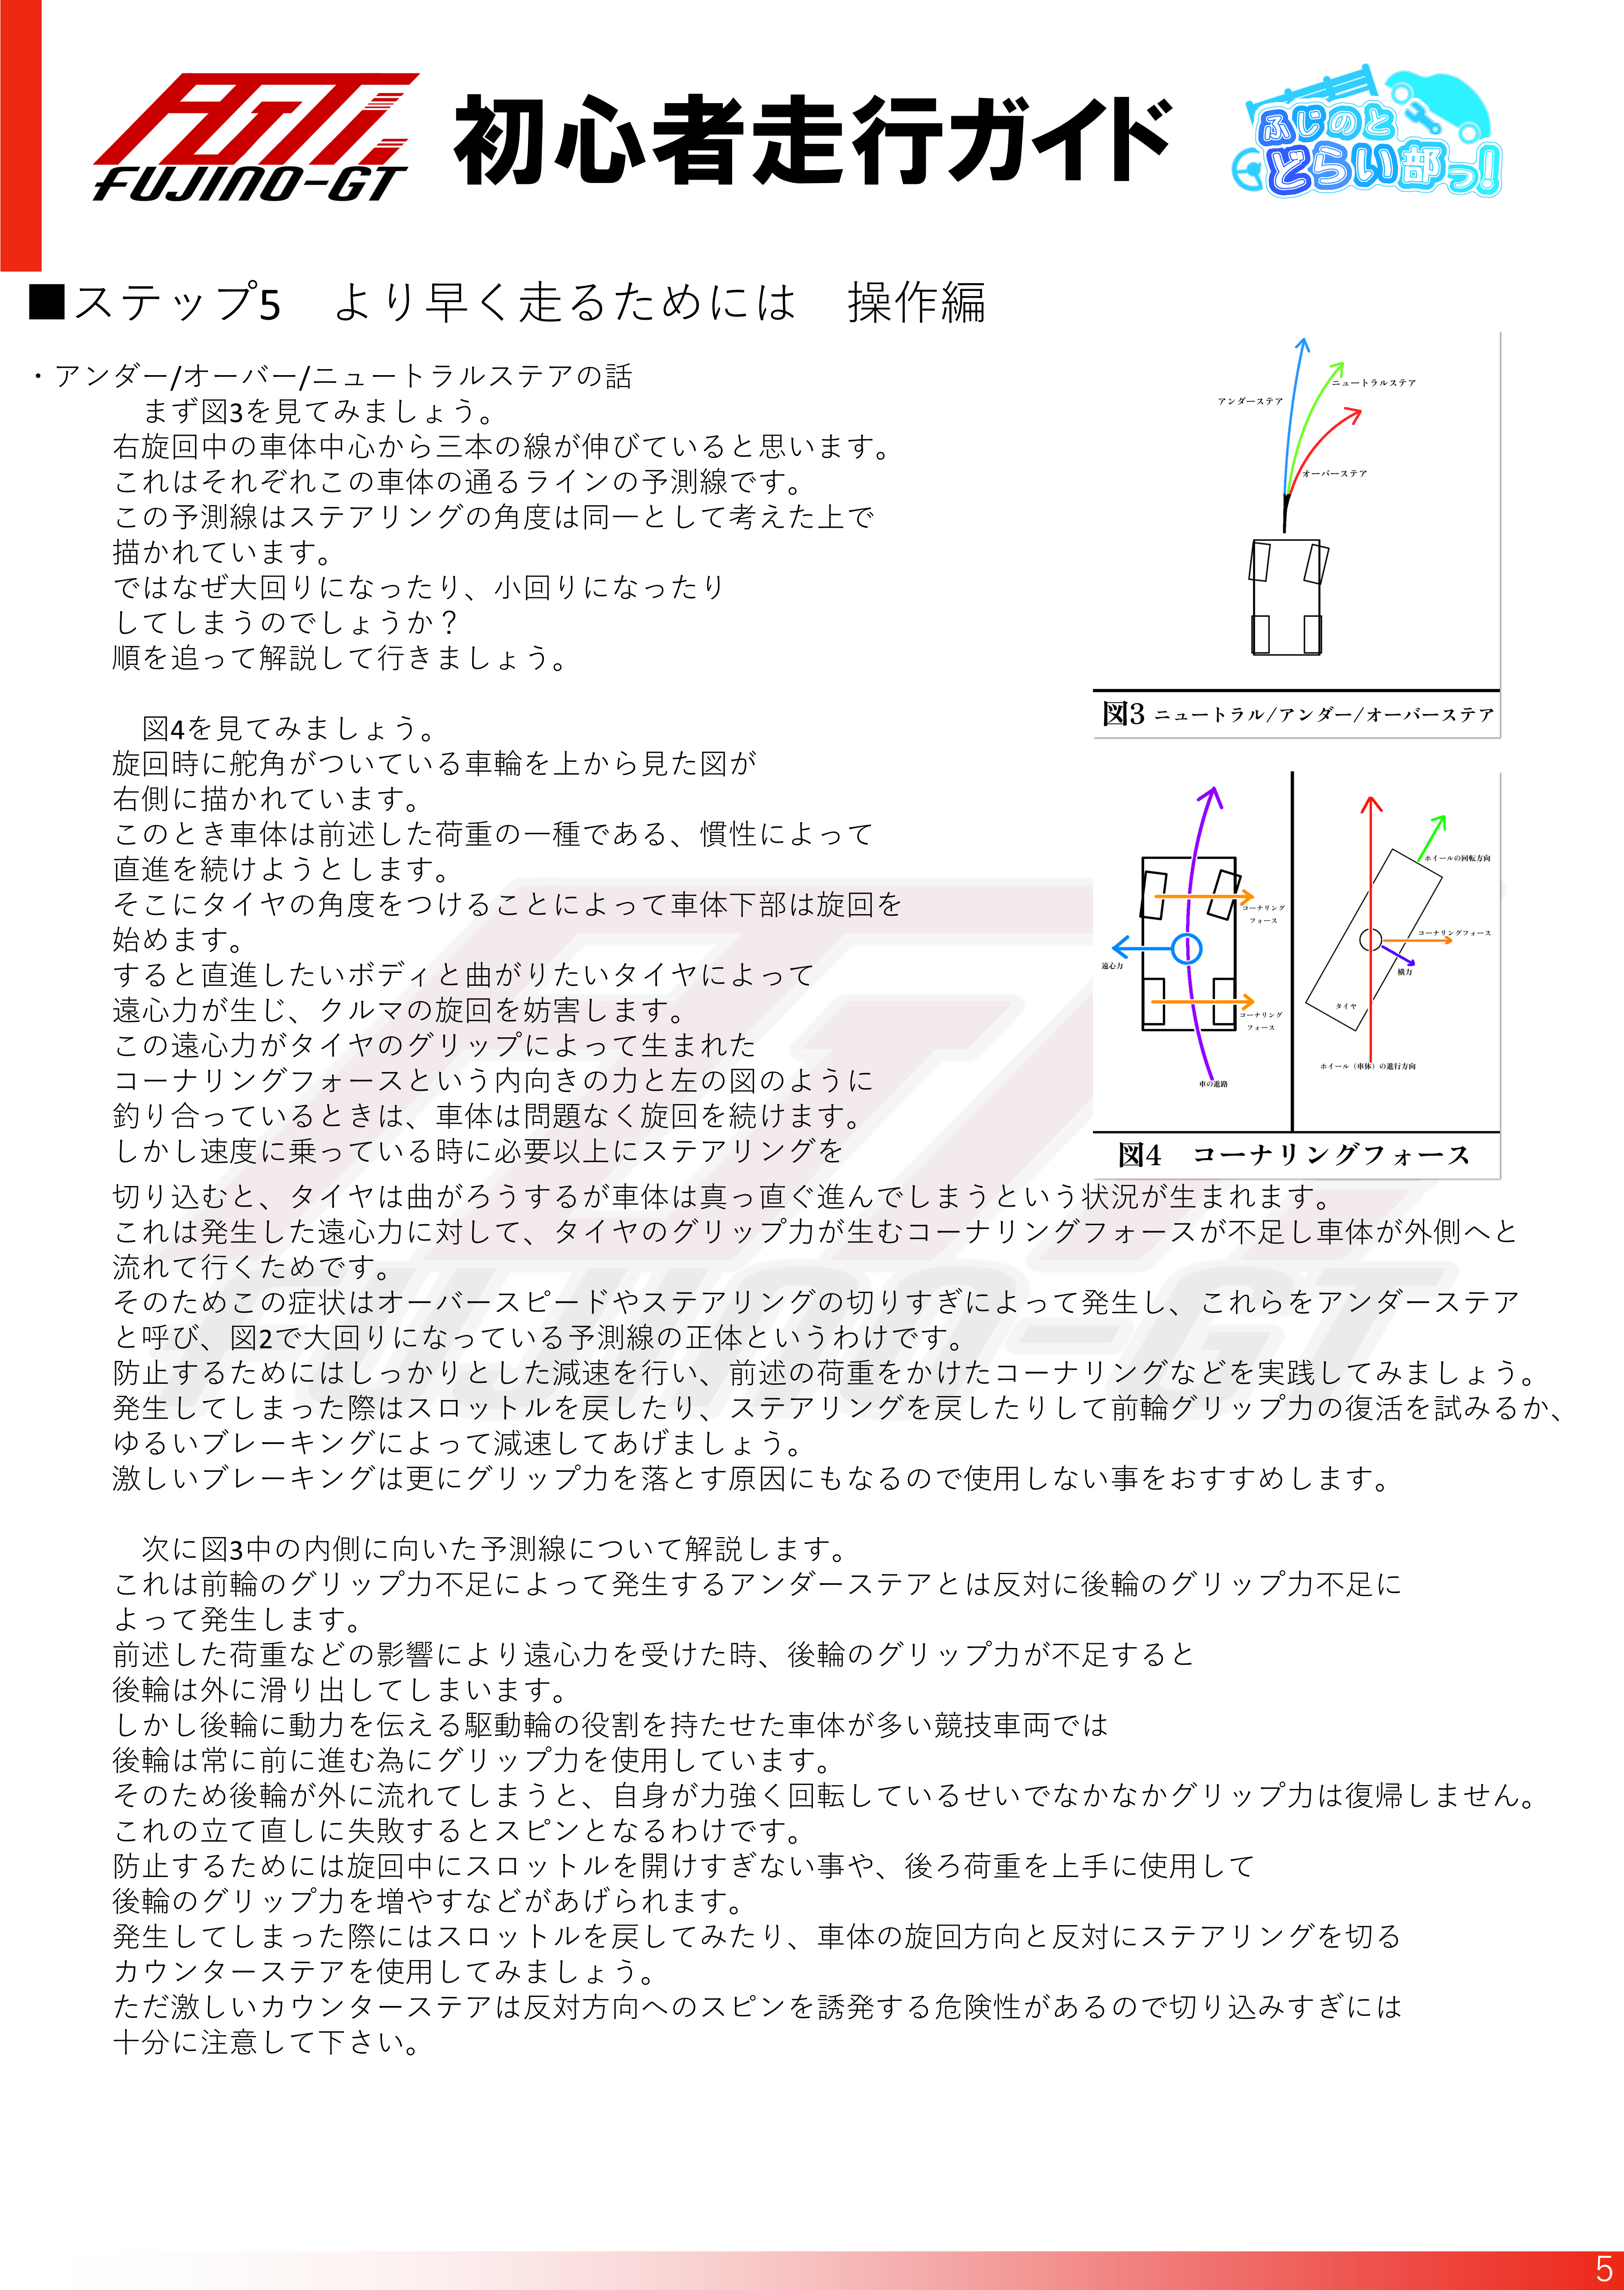 FUJINO-GT
初心者走行ガイド
ふじのと
どらい部っ!
■ステップ5　より早く走るためには　操作編
・アンダー/オーバー/ニュートラルステアの話
まず図3を見てみましょう。
右旋回中の車体中心から三本の線が伸びていると思います。
これはそれぞれこの車体の通るラインの予測線です。
この予測線はステアリングの角度は同一として考えた上で
描かれています。
ではなぜ大回りになったり、小回りになったり
してしまうのでしょうか？
順を追って解説して行きましょう。
アンダーステア
ニュートラルステア
オーバーステア
図3 ニュートラル/アンダー/オーバーステア
図4を見てみましょう。
旋回時に舵角がついている車輪を上から見た図が
右側に描かれています。
このとき車体は前述した荷重の一種である、慣性によって
直進を続けようとします。
そこにタイヤの角度をつけることによって車体下部は旋回を
始めます。
すると直進したいボディと曲がりたいタイヤによって
遠心力が生じ、クルマの旋回を妨害します。
この遠心力がタイヤのグリップによって生まれた
コーナリングフォースという内向きの力と左の図のように
釣り合っているときは、車体は問題なく旋回を続けます。
しかし速度に乗っている時に必要以上にステアリングを
切り込むと、タイヤは曲がろうするが車体は真っ直ぐ進んでしまうという状況が生まれます。
これは発生した遠心力に対して、タイヤのグリップ力が生むコーナリングフォースが不足し車体が外側へと
流れて行くためです。
そのためこの症状はオーバースピードやステアリングの切りすぎによって発生し、これらをアンダーステア
と呼び、図2で大回りになっている予測線の正体というわけです。
防止するためにはしっかりとした減速を行い、前述の荷重をかけたコーナリングなどを実践してみましょう。
発生してしまった際はスロットルを戻したり、ステアリングを戻したりして前輪グリップ力の復活を試みるか、
ゆるいブレーキングによって減速してあげましょう。
激しいブレーキングは更にグリップ力を落とす原因にもなるので使用しない事をおすすめします。
コーナリング
フォース
遠心力
コーナリング
フォース
車の進路
ホイールの回転方向
コーナリングフォース
横力
タイヤ
ホイール（車体）の進行方向
図4　コーナリングフォース
次に図3中の内側に向いた予測線について解説します。
これは前輪のグリップ力不足によって発生するアンダーステアとは反対に後輪のグリップ力不足に
よって発生します。
前述した荷重などの影響により遠心力を受けた時、後輪のグリップ力が不足すると
後輪は外に滑り出してしまいます。
しかし後輪に動力を伝える駆動輪の役割を持たせた車体が多い競技車両では
後輪は常に前に進む為にグリップ力を使用しています。
そのため後輪が外に流れてしまうと、自身が力強く回転しているせいでなかなかグリップ力は復帰しません。
これの立て直しに失敗するとスピンとなるわけです。
防止するためには旋回中にスロットルを開けすぎない事や、後ろ荷重を上手に使用して
後輪のグリップ力を増やすなどがあげられます。
発生してしまった際にはスロットルを戻してみたり、車体の旋回方向と反対にステアリングを切る
カウンターステアを使用してみましょう。
ただ激しいカウンターステアは反対方向へのスピンを誘発する危険性があるので切り込みすぎには
十分に注意して下さい。
5